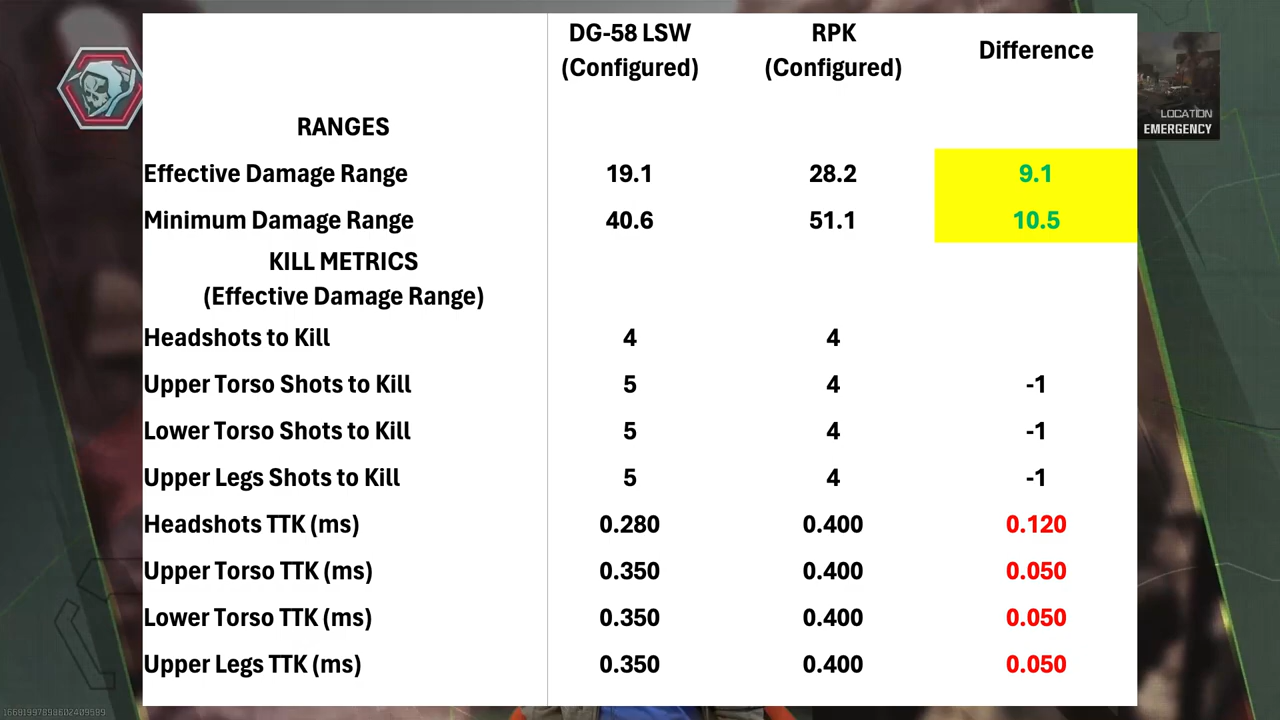 DG-58 LSW RPK Difference
(Configured) (Configured)
LOCATION
EMERGENCY
RANGES
Effective Damage Range 19.1 28.2 9.1
Minimum Damage Range 40.6 51.1 10.5
KILL METRICS
(Effective Damage Range)
Headshots to Kill 4 4
Upper Torso Shots to Kill 5 4 -1
Lower Torso Shots to Kill 5 4 -1
Upper Legs Shots to Kill 5 4 -1
Headshots TTK (ms) 0.280 0.400 0.120
Upper Torso TTK (ms) 0.350 0.400 0.050
Lower Torso TTK (ms) 0.350 0.400 0.050
Upper Legs TTK (ms) 0.350 0.400 0.050